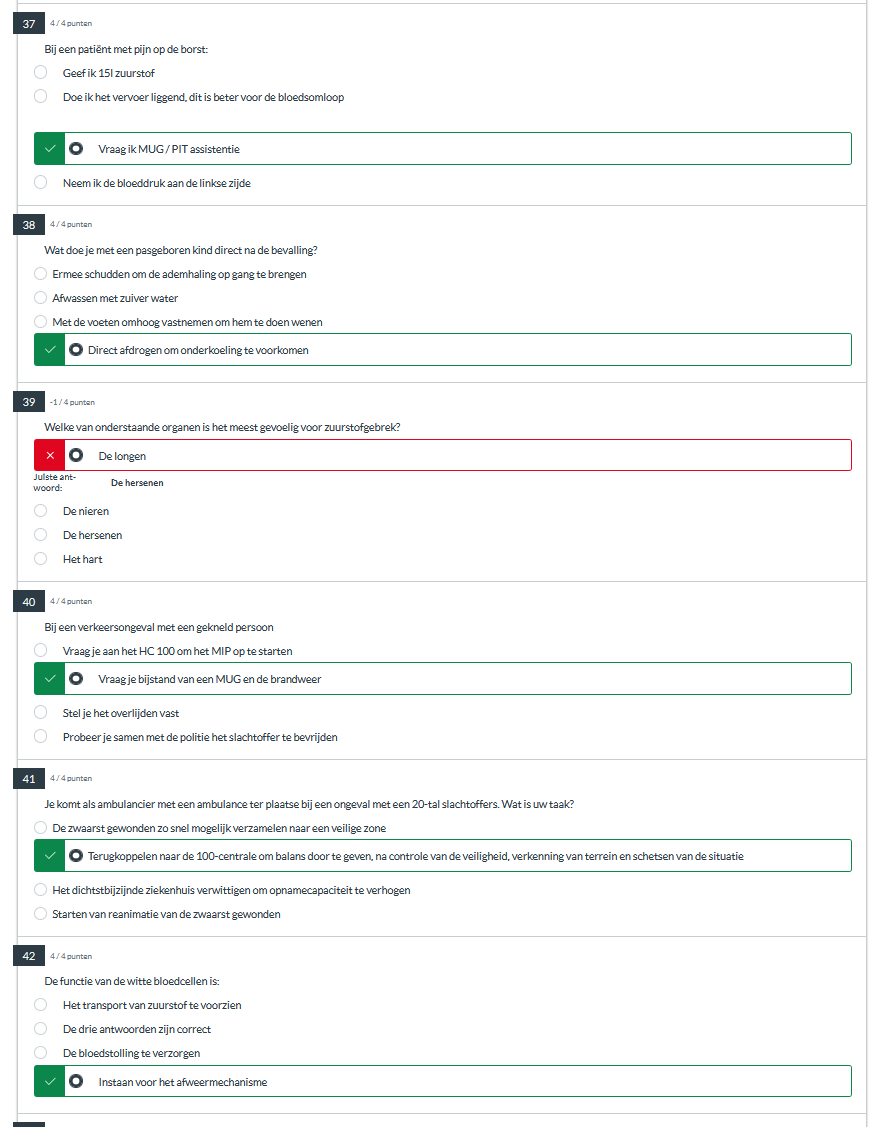 37 4 / 4 punten
Bij een patiënt met pijn op de borst:
Geef ik 15l zuurstof
Doe ik het vervoer liggend, dit is beter voor de bloedsomloop
Vraag ik MUG / PIT assistentie
Neem ik de bloeddruk aan de linkse zijde
38 4 / 4 punten
Wat doe je met een pasgeboren kind direct na de bevalling?
Ermee schudden om de ademhaling op gang te brengen
Afwassen met zuiver water
Met de voeten omhoog vastnemen om hem te doen wenen
Direct afdrogen om onderkoeling te voorkomen
39 -1 / 4 punten
Welke van onderstaande organen is het meest gevoelig voor zuurstofgebrek?
De longen
Juiste ant-
woord:
De hersenen
De nieren
De hersenen
Het hart
40 4 / 4 punten
Bij een verkeersongeval met een gekneld persoon
Vraag je aan het HC 100 om het MIP op te starten
Vraag je bijstand van een MUG en de brandweer
Stel je het overlijden vast
Probeer je samen met de politie het slachtoffer te bevrijden
41 4 / 4 punten
Je komt als ambulancier met een ambulance ter plaatse bij een ongeval met een 20-tal slachtoffers. Wat is uw taak?
De zwaarst gewonden zo snel mogelijk verzamelen naar een veilige zone
Terugkoppelen naar de 100-centrale om balans door te geven, na controle van de veiligheid, verkenning van terrein en schetsen van de situatie
Het dichtstbijzijnde ziekenhuis verwittigen om opnamecapaciteit te verhogen
Starten van reanimatie van de zwaarst gewonden
42 4 / 4 punten
De functie van de witte bloedcellen is:
Het transport van zuurstof te voorzien
De drie antwoorden zijn correct
De bloedstolling te verzorgen
Instaan voor het afweermechanisme